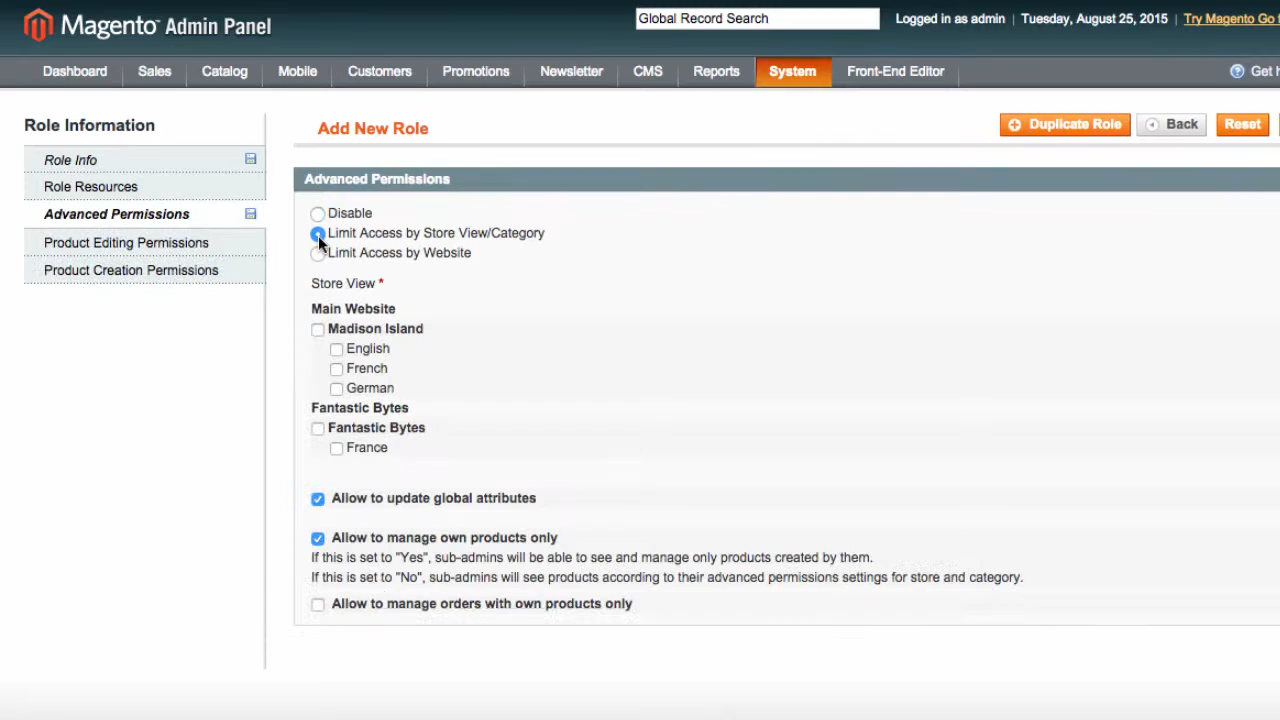 Magento Admin Panel
Global Record Search
Logged in as admin | Tuesday, August 25, 2015 | Try Magento Go
Dashboard Sales Catalog Mobile Customers Promotions Newsletter CMS Reports System Front-End Editor Get
Role Information
Role Info
Role Resources
Advanced Permissions
Product Editing Permissions
Product Creation Permissions
Add New Role
Duplicate Role Back Reset
Advanced Permissions
Disable
Limit Access by Store View/Category
Limit Access by Website
Store View *
Main Website
Madison Island
English
French
German
Fantastic Bytes
Fantastic Bytes
France
Allow to update global attributes
Allow to manage own products only
If this is set to "Yes", sub-admins will be able to see and manage only products created by them.
If this is set to "No", sub-admins will see products according to their advanced permissions settings for store and category.
Allow to manage orders with own products only